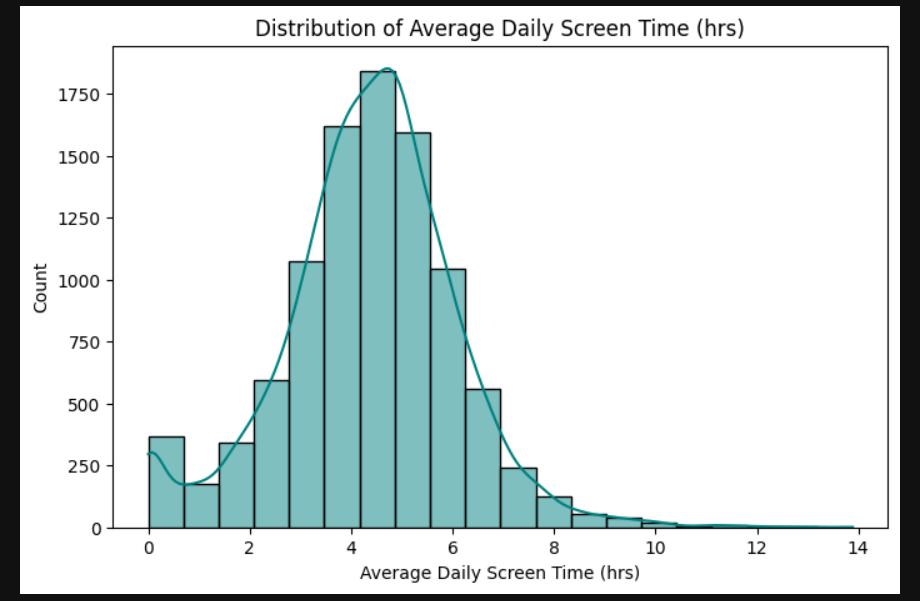 Distribution of Average Daily Screen Time (hrs)
1750
1500
1250
1000
750
500
250
0
Count
0 2 4 6 8 10 12 14
Average Daily Screen Time (hrs)